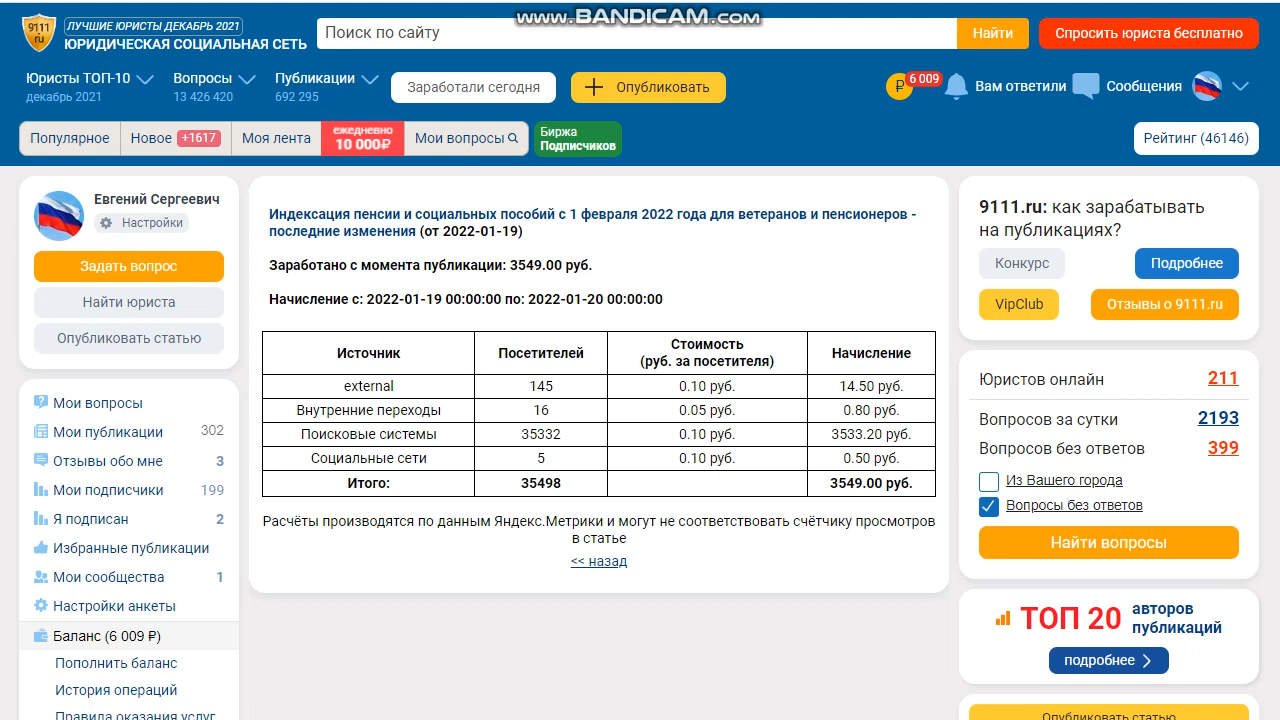 www.BANDICAM.com
9111
ru
ЛУЧШИЕ ЮРИСТЫ ДЕКАБРЬ 2021
ЮРИДИЧЕСКАЯ СОЦИАЛЬНАЯ СЕТЬ
Поиск по сайту
Найти
Спросить юриста бесплатно
Юристы ТОП-10
декабрь 2021
Вопросы
13 426 420
Публикации
692 295
Заработали сегодня
Опубликовать
₽
6 009
Вам ответили
Сообщения
Популярное
Новое +1617
Моя лента
ежедневно
10 000₽
Мои вопросы
Биржа
Подписчиков
Рейтинг (46146)
Евгений Сергеевич
Настройки
Задать вопрос
Найти юриста
Опубликовать статью
Мои вопросы
Мои публикации 302
Отзывы обо мне 3
Мои подписчики 199
Я подписан 2
Избранные публикации
Мои сообщества 1
Настройки анкеты
Баланс (6 009 ₽)
Пополнить баланс
История операций
Правила оказания услуг
Индексация пенсии и социальных пособий с 1 февраля 2022 года для ветеранов и пенсионеров -
последние изменения (от 2022-01-19)
Заработано с момента публикации: 3549.00 руб.
Начисление с: 2022-01-19 00:00:00 по: 2022-01-20 00:00:00
Источник Посетителей Стоимость
(руб. за посетителя) Начисление
external 145 0.10 руб. 14.50 руб.
Внутренние переходы 16 0.05 руб. 0.80 руб.
Поисковые системы 35332 0.10 руб. 3533.20 руб.
Социальные сети 5 0.10 руб. 0.50 руб.
Итого: 35498 3549.00 руб.
Расчёты производятся по данным Яндекс.Метрики и могут не соответствовать счётчику просмотров
в статье
<< назад
9111.ru: как зарабатывать
на публикациях?
Конкурс
Подробнее
VipClub
Отзывы о 9111.ru
Юристов онлайн 211
Вопросов за сутки 2193
Вопросов без ответов 399
Из Вашего города
Вопросы без ответов
Найти вопросы
ТОП 20 авторов
публикаций
подробнее
Опубликовать статью